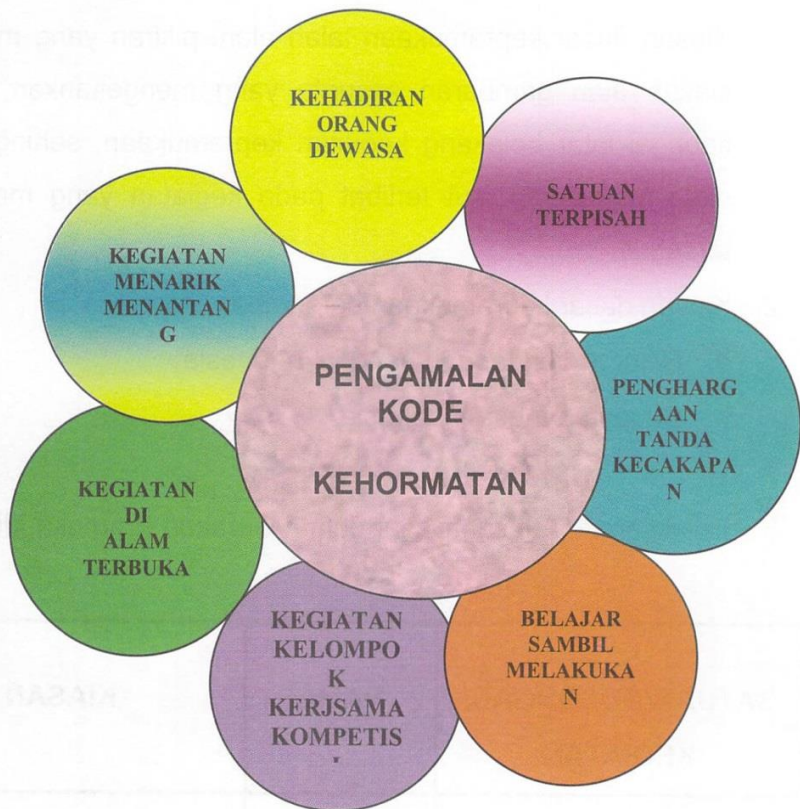 KEHADIRAN
ORANG
DEWASA
SATUAN
TERPISAH
KEGIATAN
MENARIK
MENANTAN
G
PENGAMALAN
KODE
KEHORMATAN
PENGHARG
AAN
TANDA
KECAKAPA
N
KEGIATAN
DI
ALAM
TERBUKA
KEGIATAN
KELOMPO
K
KERJSAMA
KOMPETIS
BELAJAR
SAMBIL
MELAKUKA
N